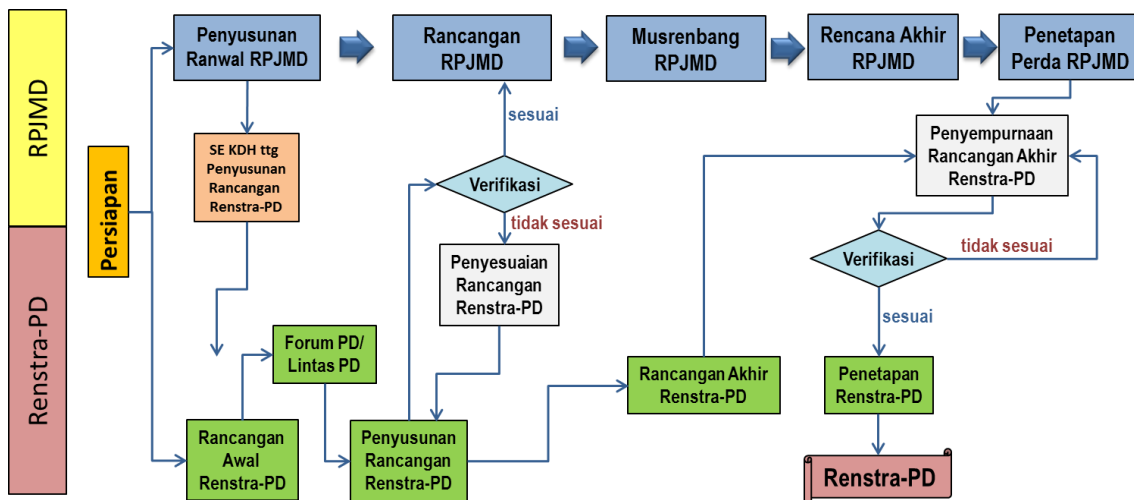 RPJMD
Renstra-PD
Persiapan
Penyusunan
Ranwal RPJMD
Rancangan
RPJMD
Musrenbang
RPJMD
Rencana Akhir
RPJMD
Penetapan
Perda RPJMD
SE KDH ttg
Penyusunan
Rancangan
Renstra-PD
sesuai
Verifikasi
tidak sesuai
Penyesuaian
Rancangan
Renstra-PD
Penyempurnaan
Rancangan Akhir
Renstra-PD
Verifikasi
tidak sesuai
sesuai
Forum PD/
Lintas PD
Rancangan
Awal
Renstra-PD
Penyusunan
Rancangan
Renstra-PD
Rancangan Akhir
Renstra-PD
Penetapan
Renstra-PD
Renstra-PD